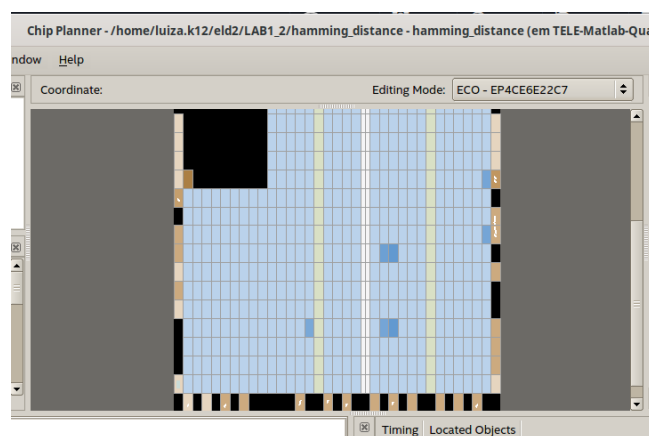 Chip Planner - /home/luiza.k12/eld2/LAB1_2/hamming_distance - hamming_distance (em TELE-Matlab-Qua
ndow Help
Coordinate: Editing Mode: ECO - EP4CE6E22C7
Timing Located Objects